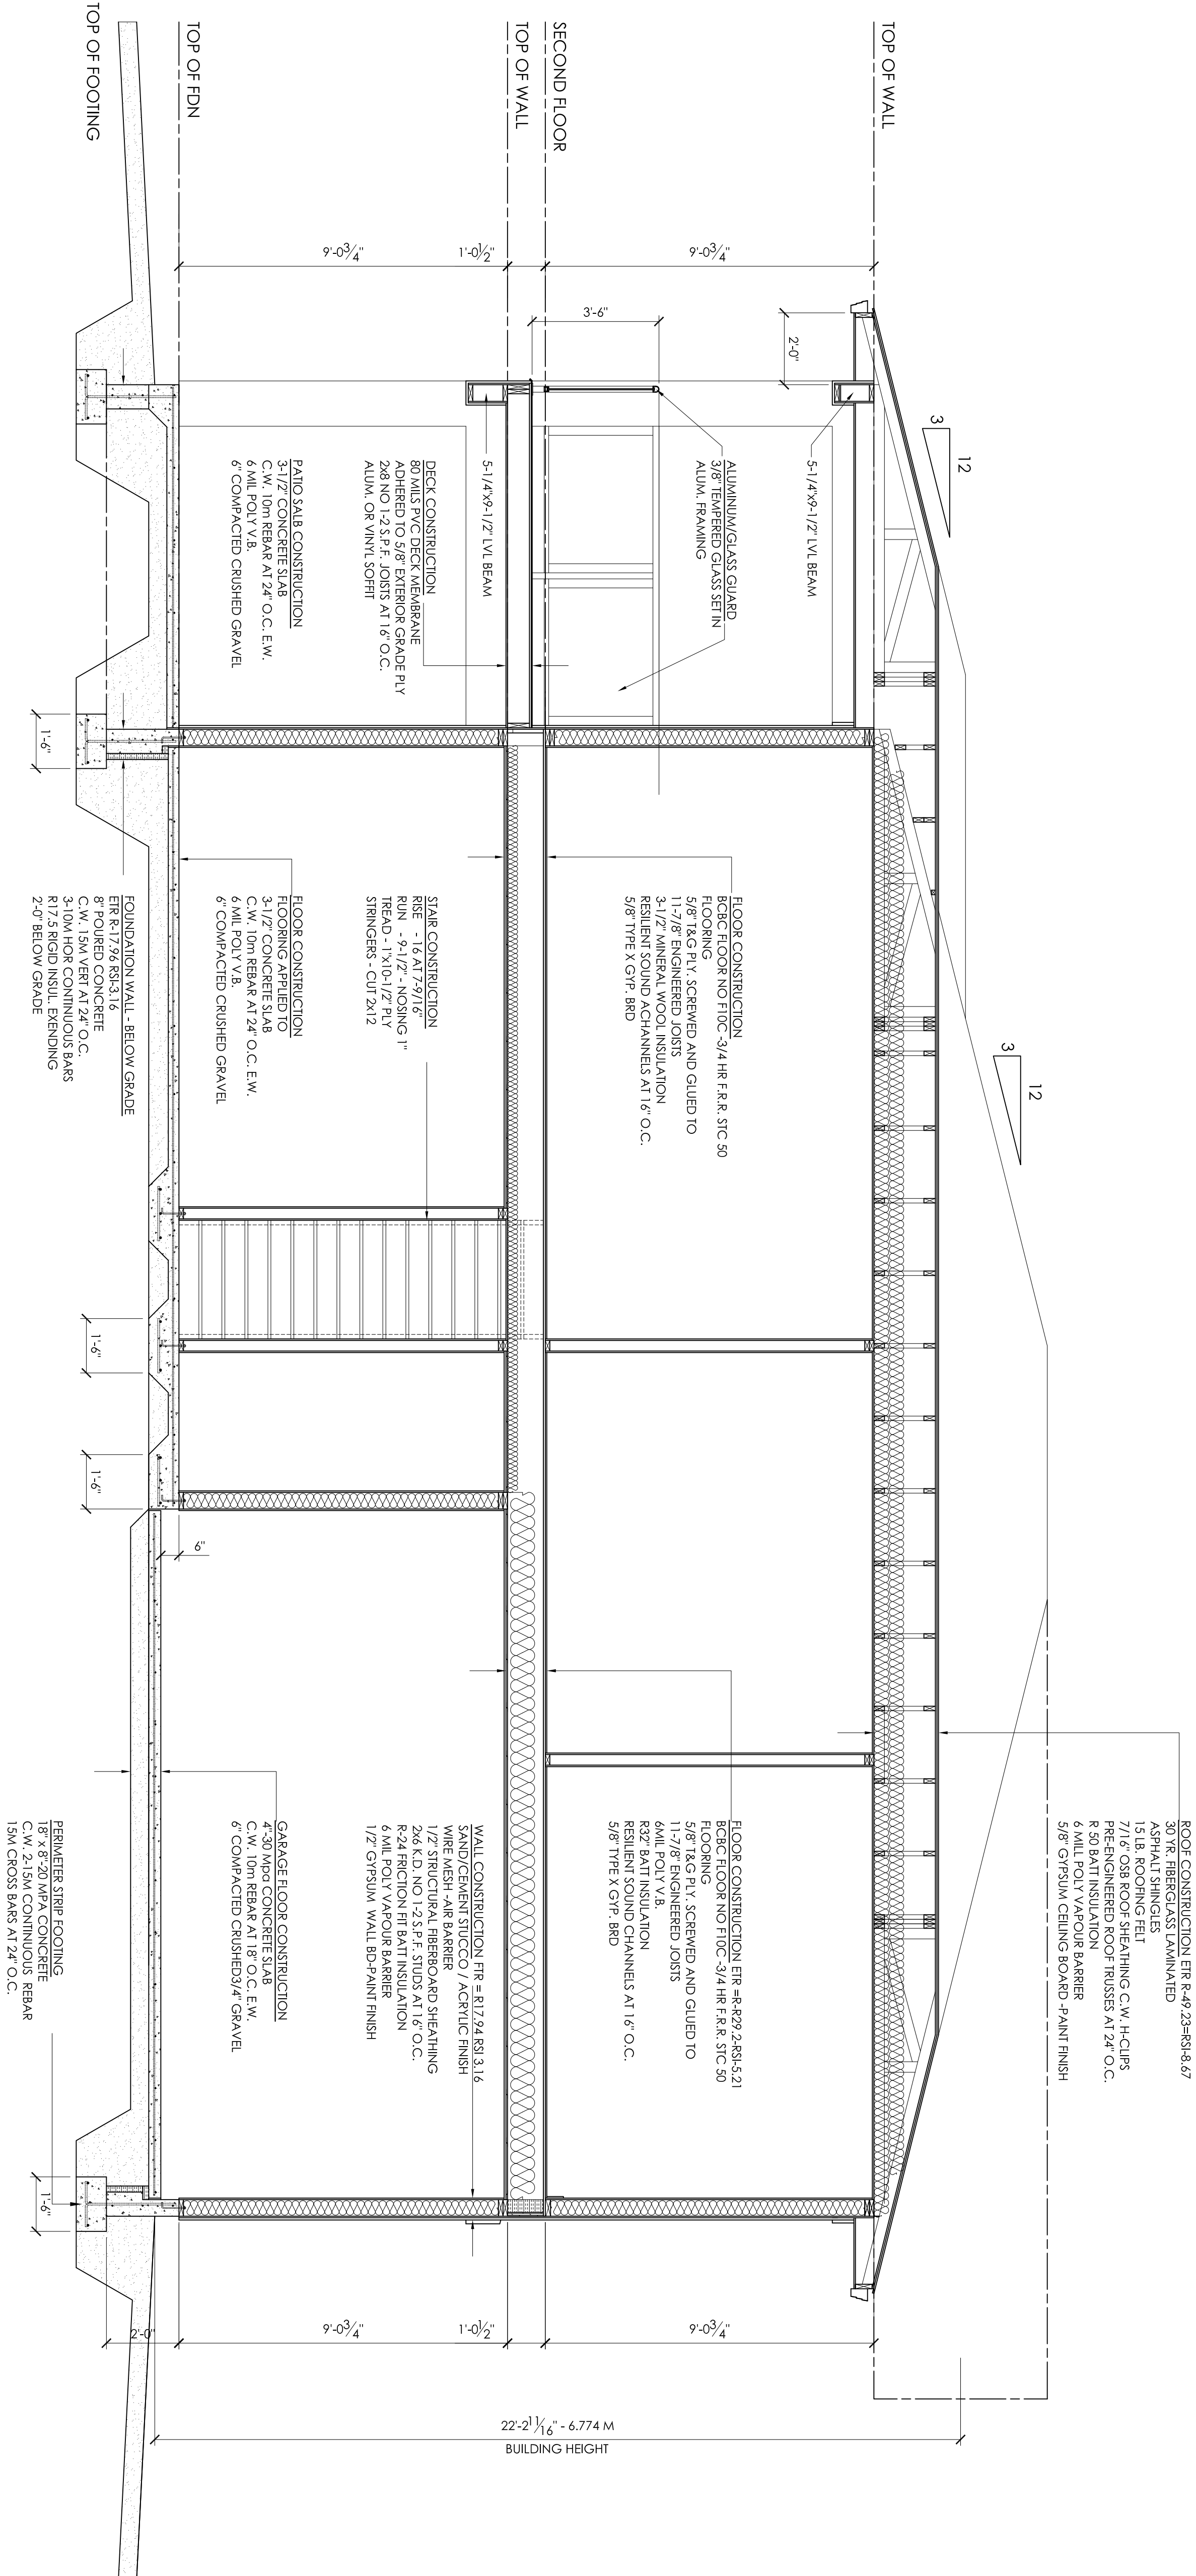 ROOF CONSTRUCTION ETR R-49.23=RSI-8.67
30 YR. FIBERGLASS LAMINATED
ASPHALT SHINGLES
15 LB. ROOFING FELT
7/16" OSB ROOF SHEATHING C.W. H-CLIPS
PRE-ENGINEERED ROOF TRUSSES AT 24" O.C.
R 50 BATT INSULATION
6 MILL POLY VAPOUR BARRIER
5/8" GYPSUM CEILING BOARD -PAINT FINISH
3
12
3
12
TOP OF WALL
SECOND FLOOR
TOP OF WALL
TOP OF FDN
TOP OF FOOTING
9'-0 3/4"
1'-0 1/2"
9'-0 3/4"
3'-6"
2'-0"
5-1/4"x9-1/2" LVL BEAM
ALUMINUM/GLASS GUARD
3/8" TEMPERED GLASS SET IN
ALUM. FRAMING
5-1/4"x9-1/2" LVL BEAM
DECK CONSTRUCTION
80 MILS PVC DECK MEMBRANE
ADHERED TO 5/8" EXTERIOR GRADE PLY
2x8 NO 1-2 S.P.F. JOISTS AT 16" O.C.
ALUM. OR VINYL SOFFIT
PATIO SALB CONSTRUCTION
3-1/2" CONCRETE SLAB
C.W. 10m REBAR AT 24" O.C. E.W.
6 MIL POLY V.B.
6" COMPACTED CRUSHED GRAVEL
FLOOR CONSTRUCTION
BCBC FLOOR NO F10C -3/4 HR F.R.R. STC 50
FLOORING
5/8" T&G PLY. SCREWED AND GLUED TO
11-7/8" ENGINEERED JOISTS
3-1/2" MINERAL WOOL INSULATION
RESILIENT SOUND ACHANNELS AT 16" O.C.
5/8" TYPE X GYP. BRD
STAIR CONSTRUCTION
RISE - 16 AT 7-9/16"
RUN - 9-1/2" - NOSING 1"
TREAD - 1"x10-1/2" PLY
STRINGERS - CUT 2x12
FLOOR CONSTRUCTION
FLOORING APPLIED TO
3-1/2" CONCRETE SLAB
C.W. 10m REBAR AT 24" O.C. E.W.
6 MIL POLY V.B.
6" COMPACTED CRUSHED GRAVEL
FOUNDATION WALL - BELOW GRADE
ETR R-17.96 RSI-3.16
8" POURED CONCRETE
C.W. 15M VERT AT 24" O.C.
3-10M HOR CONTINUOUS BARS
R17.5 RIGID INSUL. EXENDING
2'-0" BELOW GRADE
1'-6"
1'-6"
1'-6"
6"
FLOOR CONSTRUCTION ETR =R-R29.2-RSI-5.21
BCBC FLOOR NO F10C -3/4 HR F.R.R. STC 50
FLOORING
5/8" T&G PLY. SCREWED AND GLUED TO
11-7/8" ENGINEERED JOISTS
6MIL POLY V.B.
R32" BATT INSULATION
RESILIENT SOUND CHANNELS AT 16" O.C.
5/8" TYPE X GYP. BRD
WALL CONSTRUCTION FTR = R17.94 RSI 3.16
SAND/CEMENT STUCCO / ACRYLIC FINISH
WIRE MESH -AIR BARRIER
1/2" STRUCTURAL FIBERBOARD SHEATHING
2x6 K.D. NO 1-2 S.P.F. STUDS AT 16" O.C.
R-24 FRICTION FIT BATT INSULATION
6 MIL POLY VAPOUR BARRIER
1/2" GYPSUM WALL BD-PAINT FINISH
GARAGE FLOOR CONSTRUCTION
4"-30 Mpa CONCRETE SLAB
C.W. 10m REBAR AT 18" O.C. E.W.
6" COMPACTED CRUSHED3/4" GRAVEL
PERIMETER STRIP FOOTING
18" x 8"-20 MPA CONCRETE
C.W. 2-15M CONTINUOUS REBAR
15M CROSS BARS AT 24" O.C.
1'-6"
9'-0 3/4"
1'-0 1/2"
9'-0 3/4"
2'-0"
22'-2 11/16" - 6.774 M
BUILDING HEIGHT